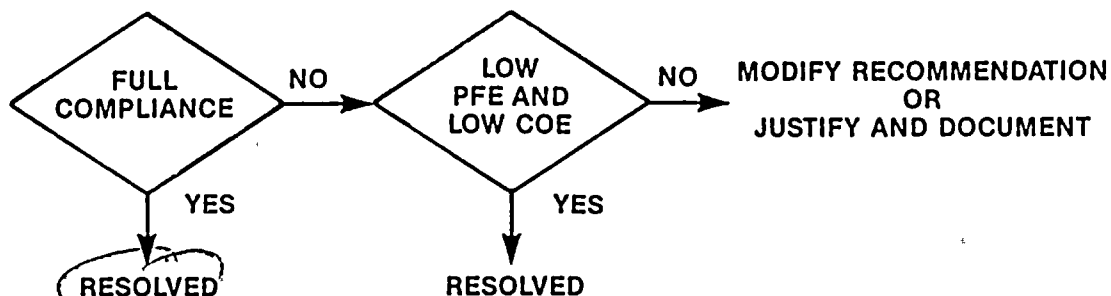 FULL
COMPLIANCE
NO
LOW
PFE AND
LOW COE
NO
MODIFY RECOMMENDATION
OR
JUSTIFY AND DOCUMENT
YES
YES
RESOLVED
RESOLVED